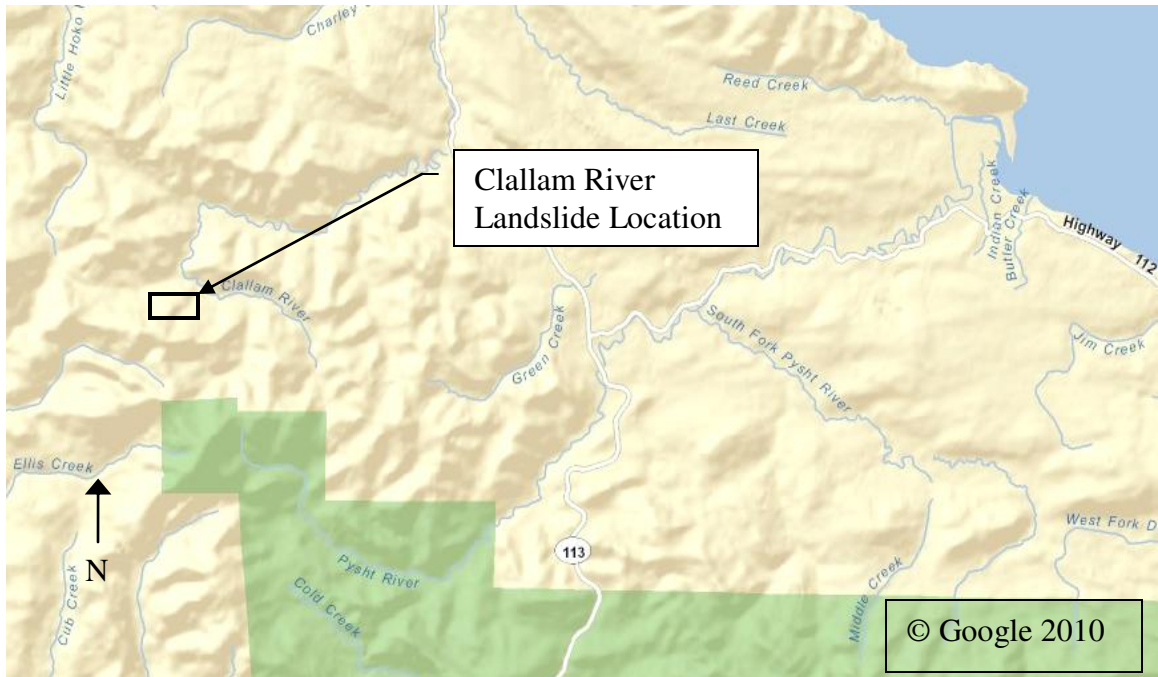 Little Hoko
Charley
Reed Creek
Last Creek
Clallam River
Landslide Location
Indian Creek
Butler Creek
Highway 112
Clallam River
Green Creek
South Fork Pysht River
Jim Creek
Ellis Creek
N
West Fork D
113
Pysht River
Cold Creek
Cub Creek
Middle Creek
© Google 2010